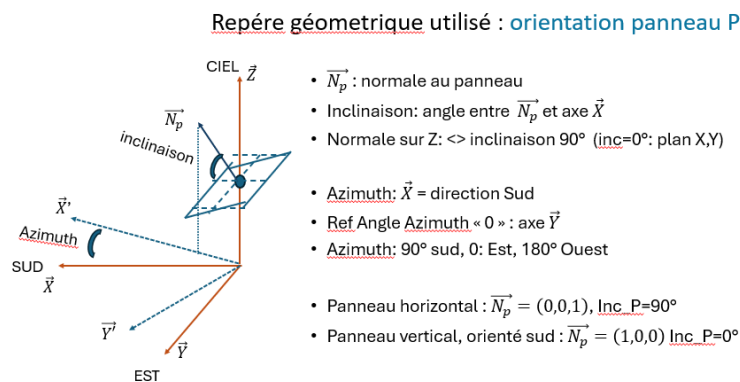 Repére géometrique utilisé : orientation panneau P
CIEL
Z
Np
inclinaison
X'
Azimuth
SUD
X
Y'
Y
EST
• Np : normale au panneau
• Inclinaison: angle entre Np et axe X
• Normale sur Z: <> inclinaison 90° (inc=0°: plan X,Y)
• Azimuth: X = direction Sud
• Ref Angle Azimuth « 0 » : axe Y
• Azimuth: 90° sud, 0: Est, 180° Ouest
• Panneau horizontal : Np = (0,0,1), Inc_P=90°
• Panneau vertical, orienté sud : Np = (1,0,0) Inc_P=0°